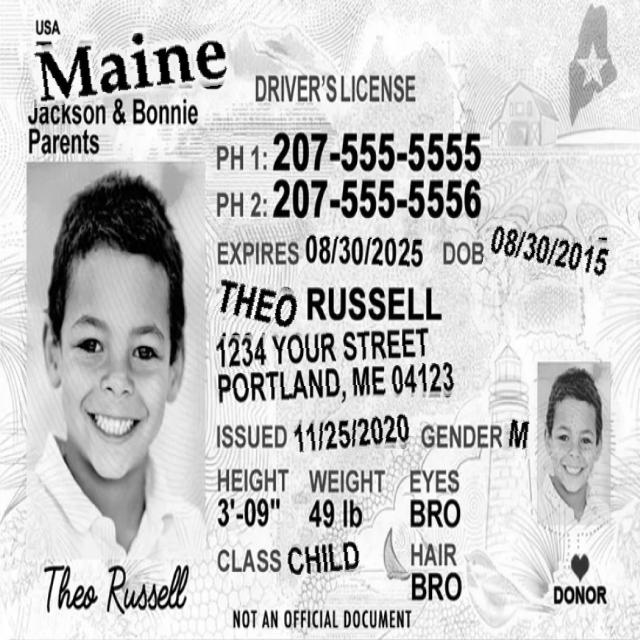 USA
Maine
DRIVER'S LICENSE
Jackson & Bonnie
Parents
PH 1: 207-555-5555
PH 2: 207-555-5556
EXPIRES 08/30/2025 DOB 08/30/2015
THEO RUSSELL
1234 YOUR STREET
PORTLAND, ME 04123
ISSUED 11/25/2020 GENDER M
HEIGHT WEIGHT EYES
3'-09" 49 lb BRO
CLASS CHILD HAIR
BRO
Theo Russell
DONOR
NOT AN OFFICIAL DOCUMENT